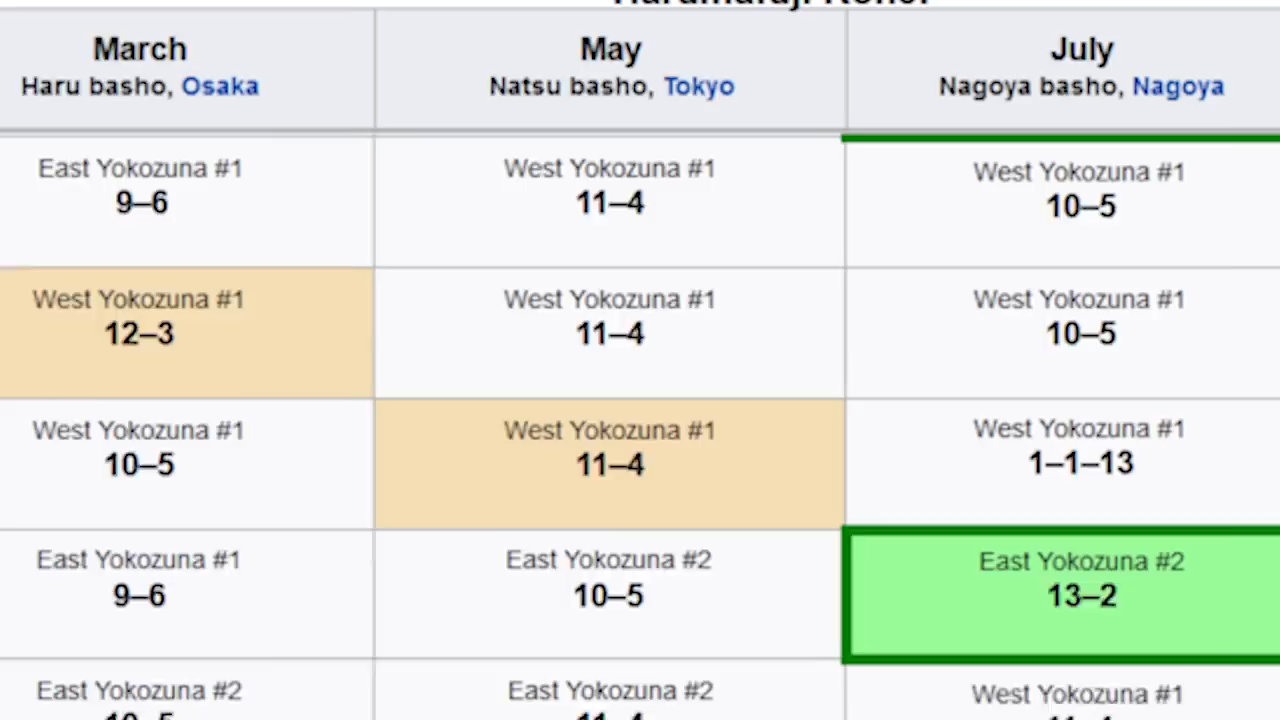 March
Haru basho, Osaka
May
Natsu basho, Tokyo
July
Nagoya basho, Nagoya
East Yokozuna #1
9–6
West Yokozuna #1
11–4
West Yokozuna #1
10–5
West Yokozuna #1
12–3
West Yokozuna #1
11–4
West Yokozuna #1
10–5
West Yokozuna #1
10–5
West Yokozuna #1
11–4
West Yokozuna #1
1–1–13
East Yokozuna #1
9–6
East Yokozuna #2
10–5
East Yokozuna #2
13–2
East Yokozuna #2
East Yokozuna #2
West Yokozuna #1